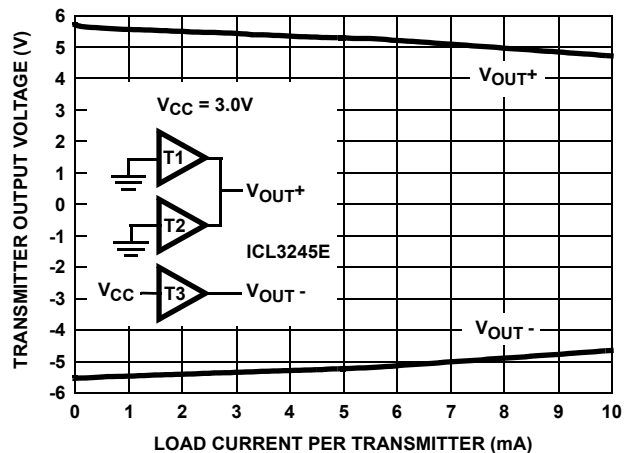 TRANSMITTER OUTPUT VOLTAGE (V)
6
5
4
3
2
1
0
-1
-2
-3
-4
-5
-6
VOUT+
VCC = 3.0V
T1
VOUT+
T2
ICL3245E
VCC
T3
VOUT -
VOUT -
0 1 2 3 4 5 6 7 8 9 10
LOAD CURRENT PER TRANSMITTER (mA)